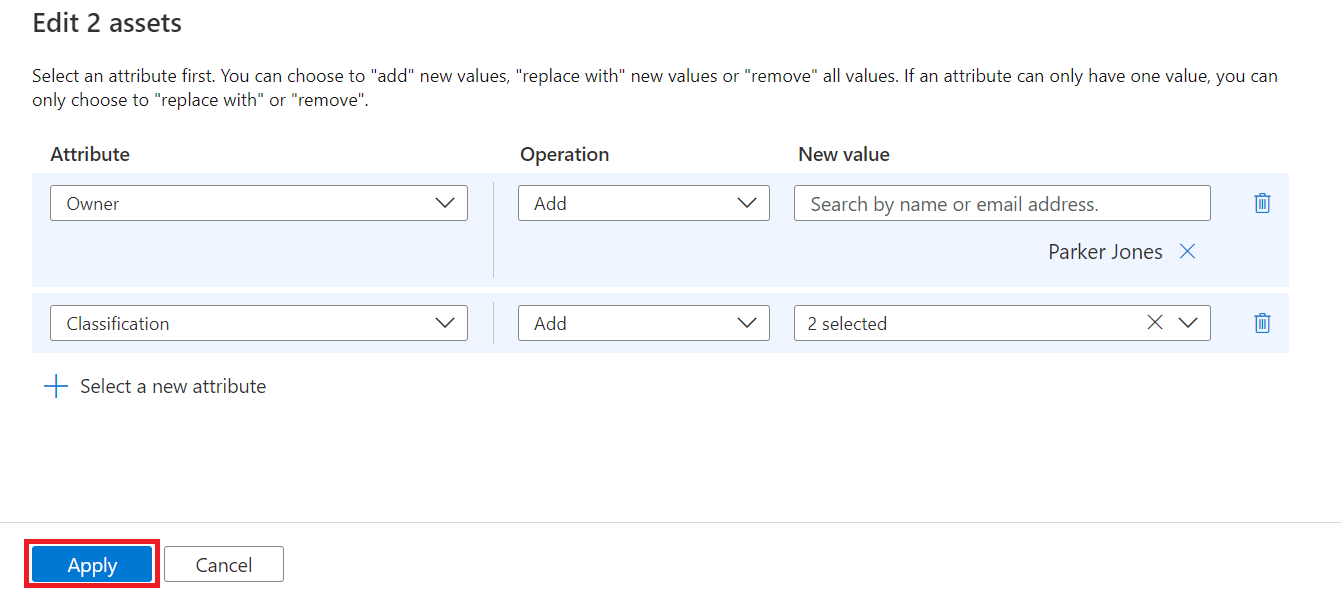 Edit 2 assets
Select an attribute first. You can choose to "add" new values, "replace with" new values or "remove" all values. If an attribute can only have one value, you can
only choose to "replace with" or "remove".
Attribute Operation New value
Owner Add Search by name or email address.
Parker Jones
Classification Add 2 selected
Select a new attribute
Apply Cancel